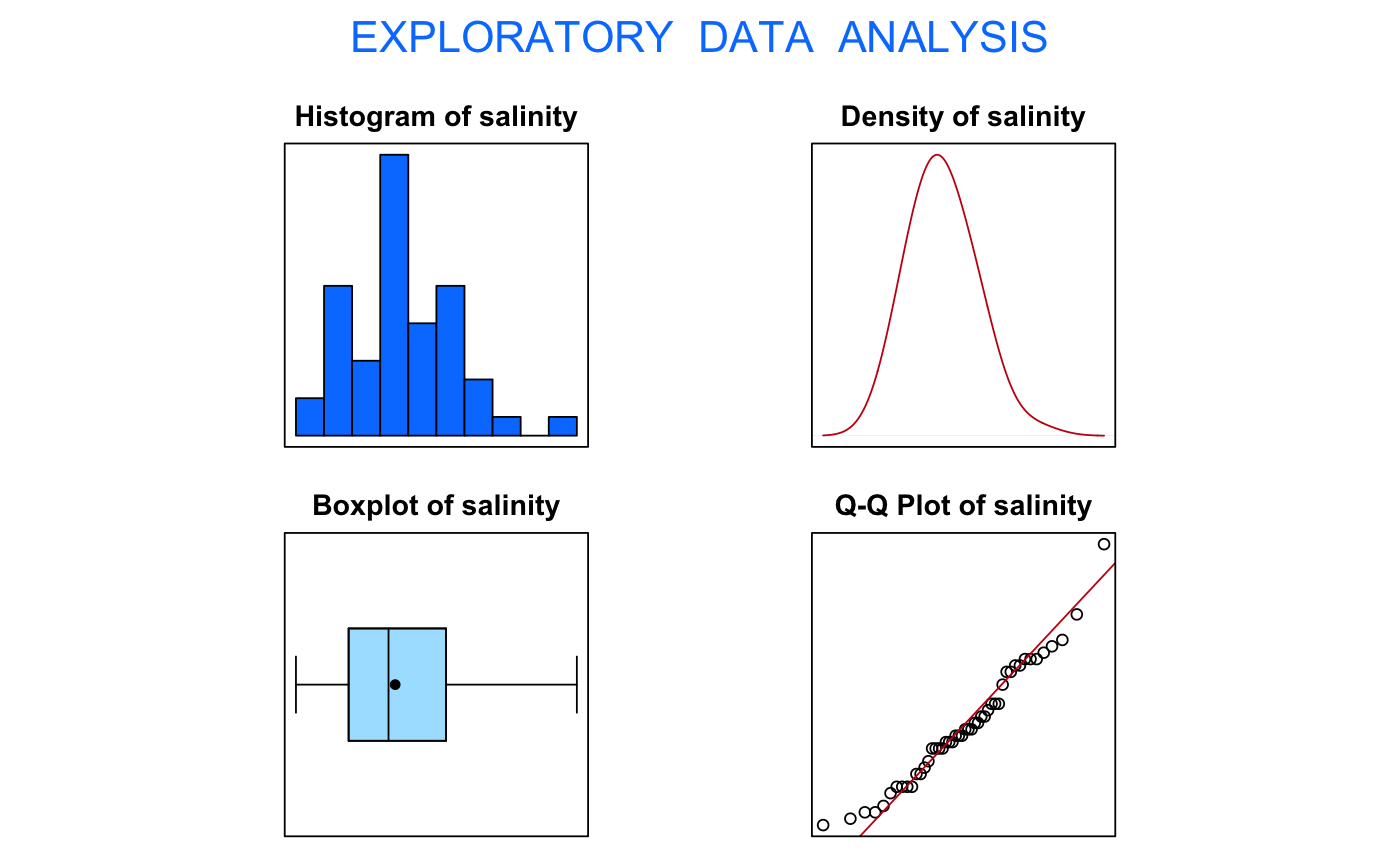 EXPLORATORY DATA ANALYSIS
Histogram of salinity
Density of salinity
Boxplot of salinity
Q-Q Plot of salinity